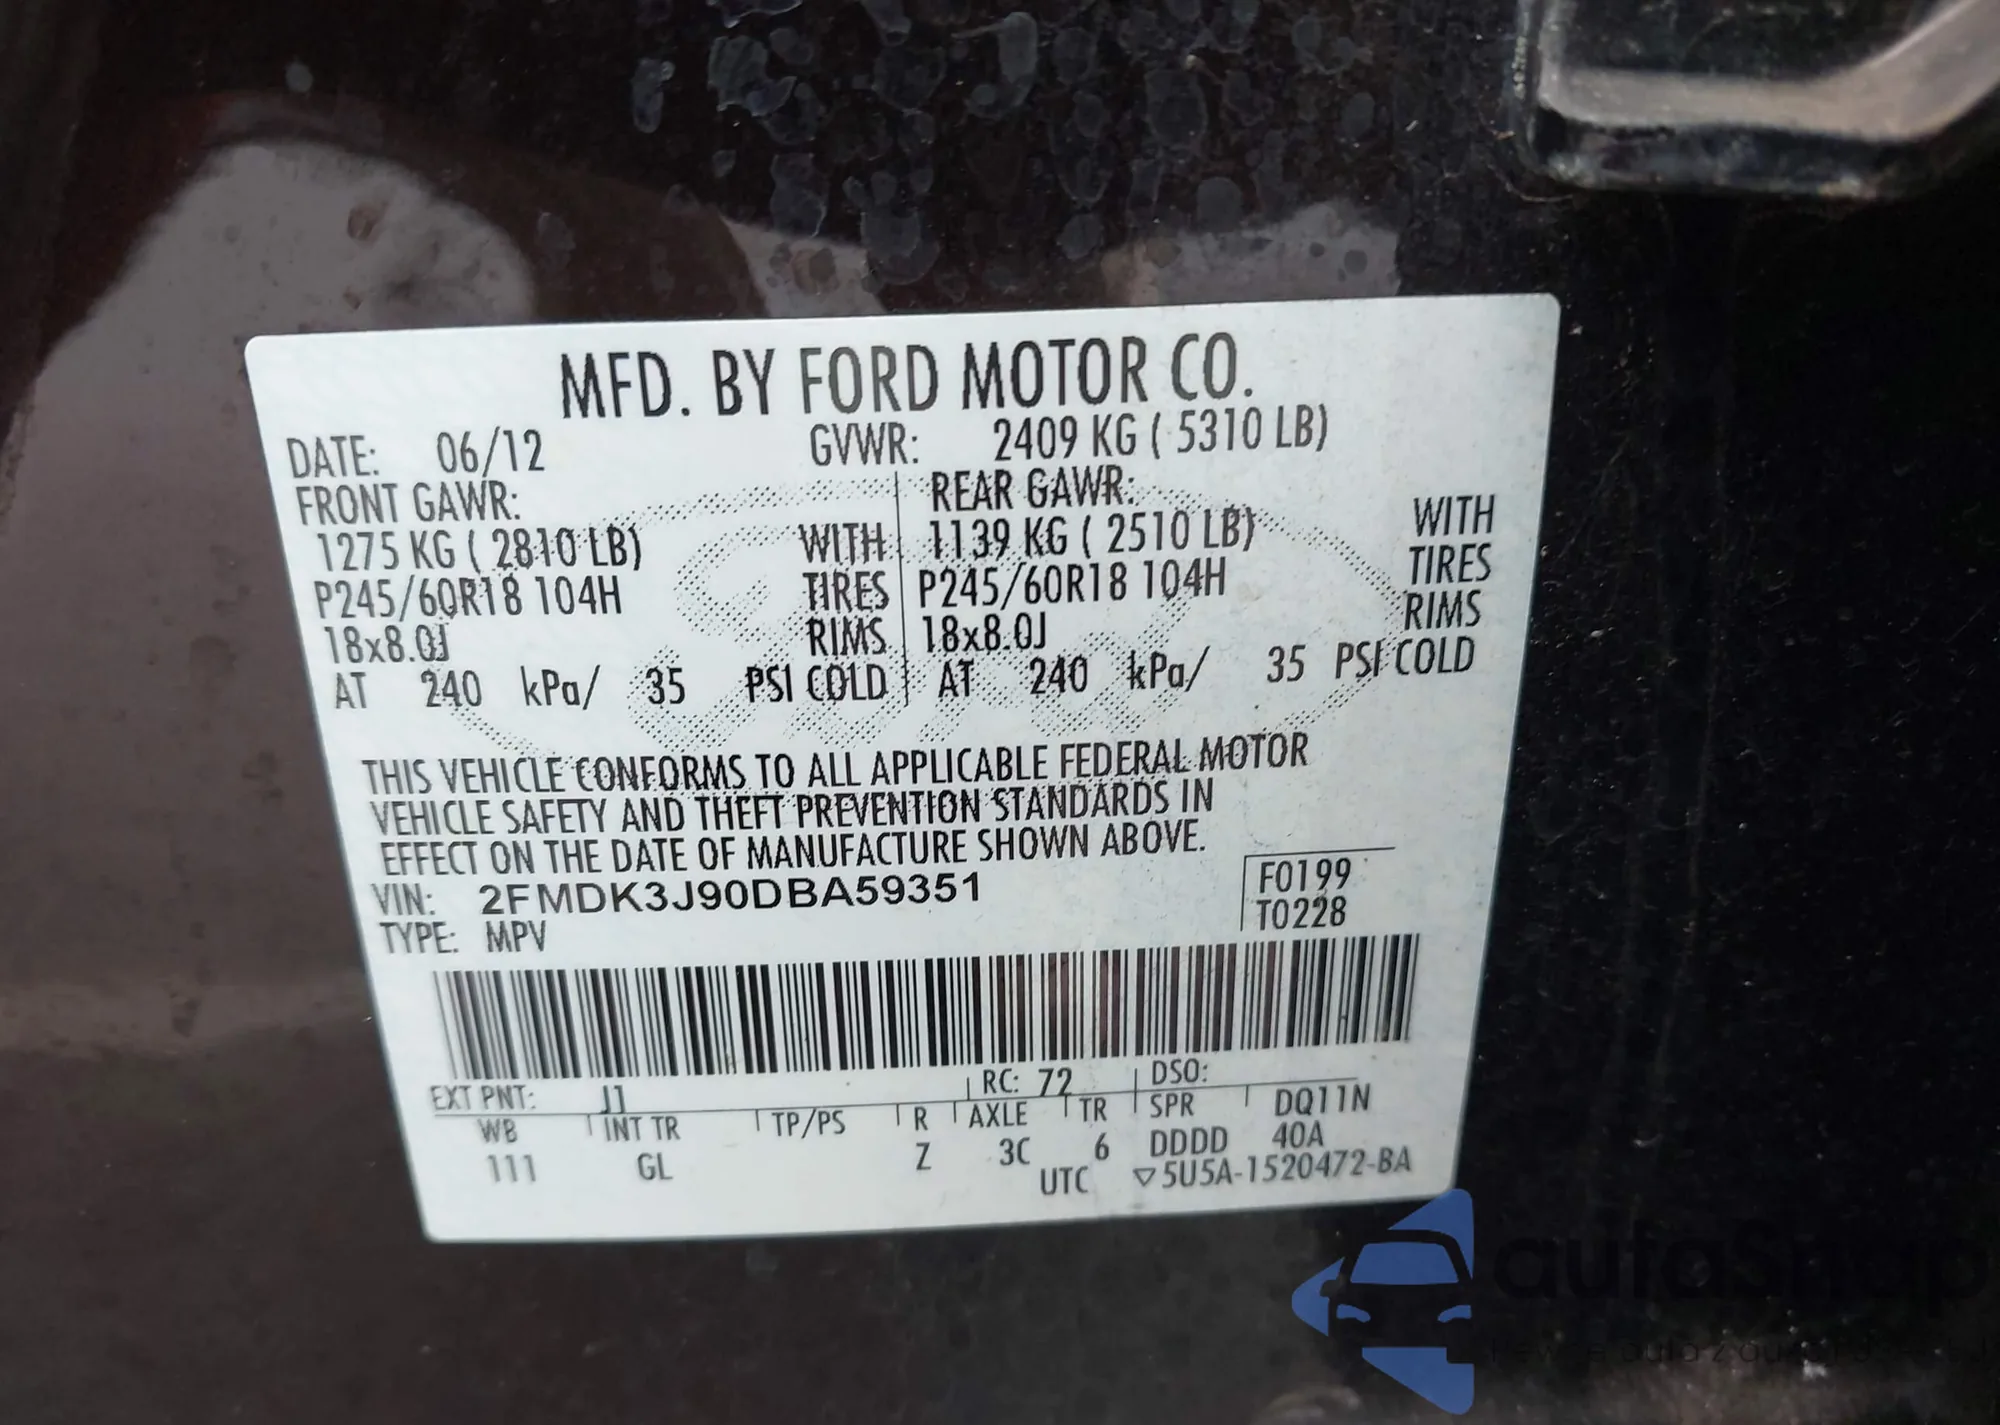 MFD. BY FORD MOTOR CO.
DATE: 06/12 GVWR: 2409 KG ( 5310 LB)
FRONT GAWR: REAR GAWR:
1275 KG ( 2810 LB) WITH 1139 KG ( 2510 LB) WITH
P245/60R18 104H TIRES P245/60R18 104H TIRES
18x8.0J RIMS 18x8.0J RIMS
AT 240 kPa/ 35 PSI COLD AT 240 kPa/ 35 PSI COLD
THIS VEHICLE CONFORMS TO ALL APPLICABLE FEDERAL MOTOR
VEHICLE SAFETY AND THEFT PREVENTION STANDARDS IN
EFFECT ON THE DATE OF MANUFACTURE SHOWN ABOVE.
VIN: 2FMDK3J90DBA59351 F0199
TYPE: MPV T0228
EXT PNT: J1 RC: 72 DSO:
WB INT TR TP/PS R AXLE TR SPR DQ11N
111 GL Z 3C 6 DDDD 40A
UTC ▽5U5A-1520472-BA